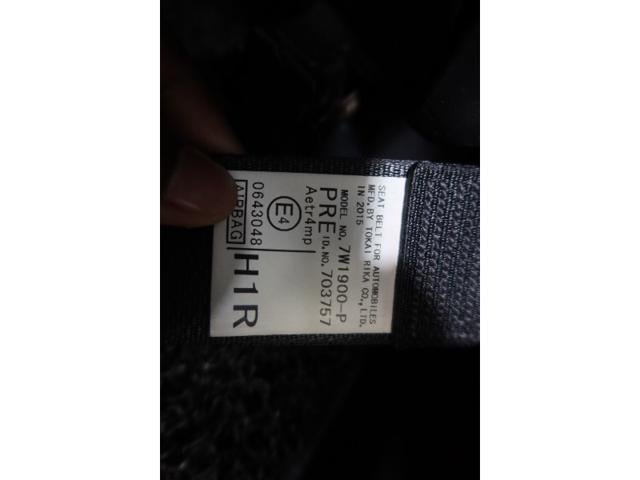 SEAT BELT FOR AUTOMOBILES
MFD. BY TOKAI RIKA CO., LTD.
IN 2015
MODEL NO. 7W1900-P
PRE ID. NO. 703757
Aetr4mp
E4
0643048
AIRBAG
H1R